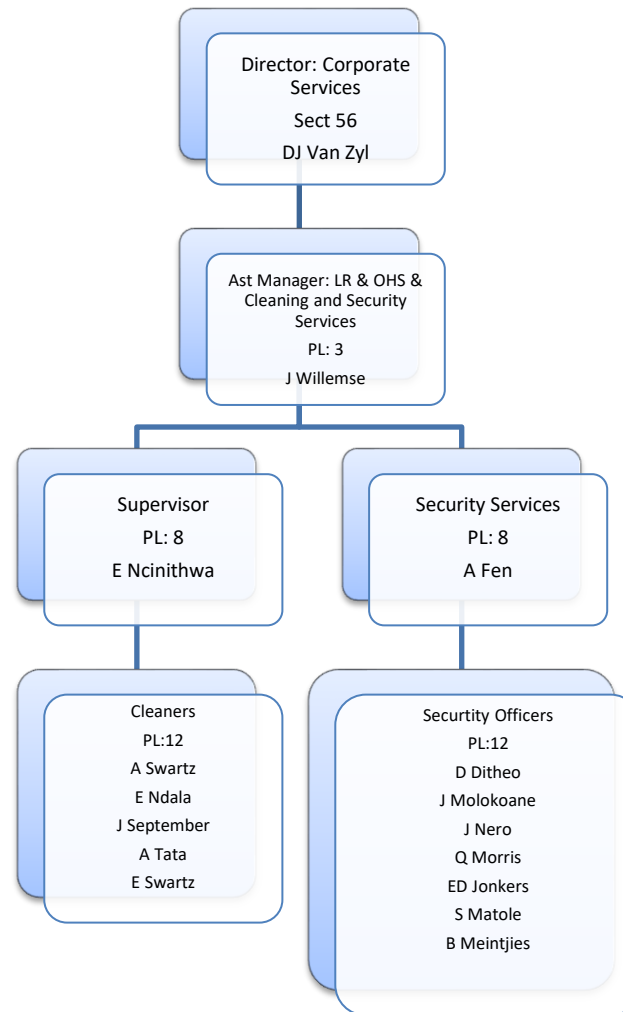 Director: Corporate
Services
Sect 56
DJ Van Zyl
Ast Manager: LR & OHS &
Cleaning and Security
Services
PL: 3
J Willemse
Supervisor
PL: 8
E Ncinithwa
Security Services
PL: 8
A Fen
Cleaners
PL:12
A Swartz
E Ndala
J September
A Tata
E Swartz
Securtity Officers
PL:12
D Ditheo
J Molokoane
J Nero
Q Morris
ED Jonkers
S Matole
B Meintjies